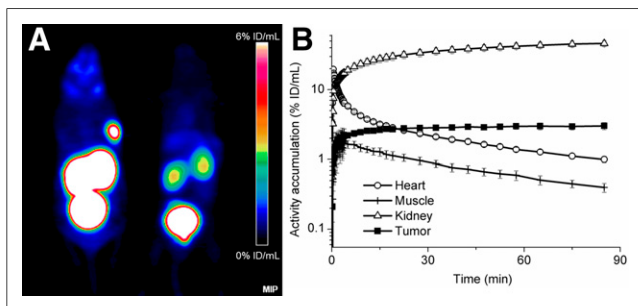 A
6% ID/mL
0% ID/mL
MIP
B
Activity accumulation (% ID/mL)
10
1
0.1
Heart
Muscle
Kidney
Tumor
0 30 60 90
Time (min)